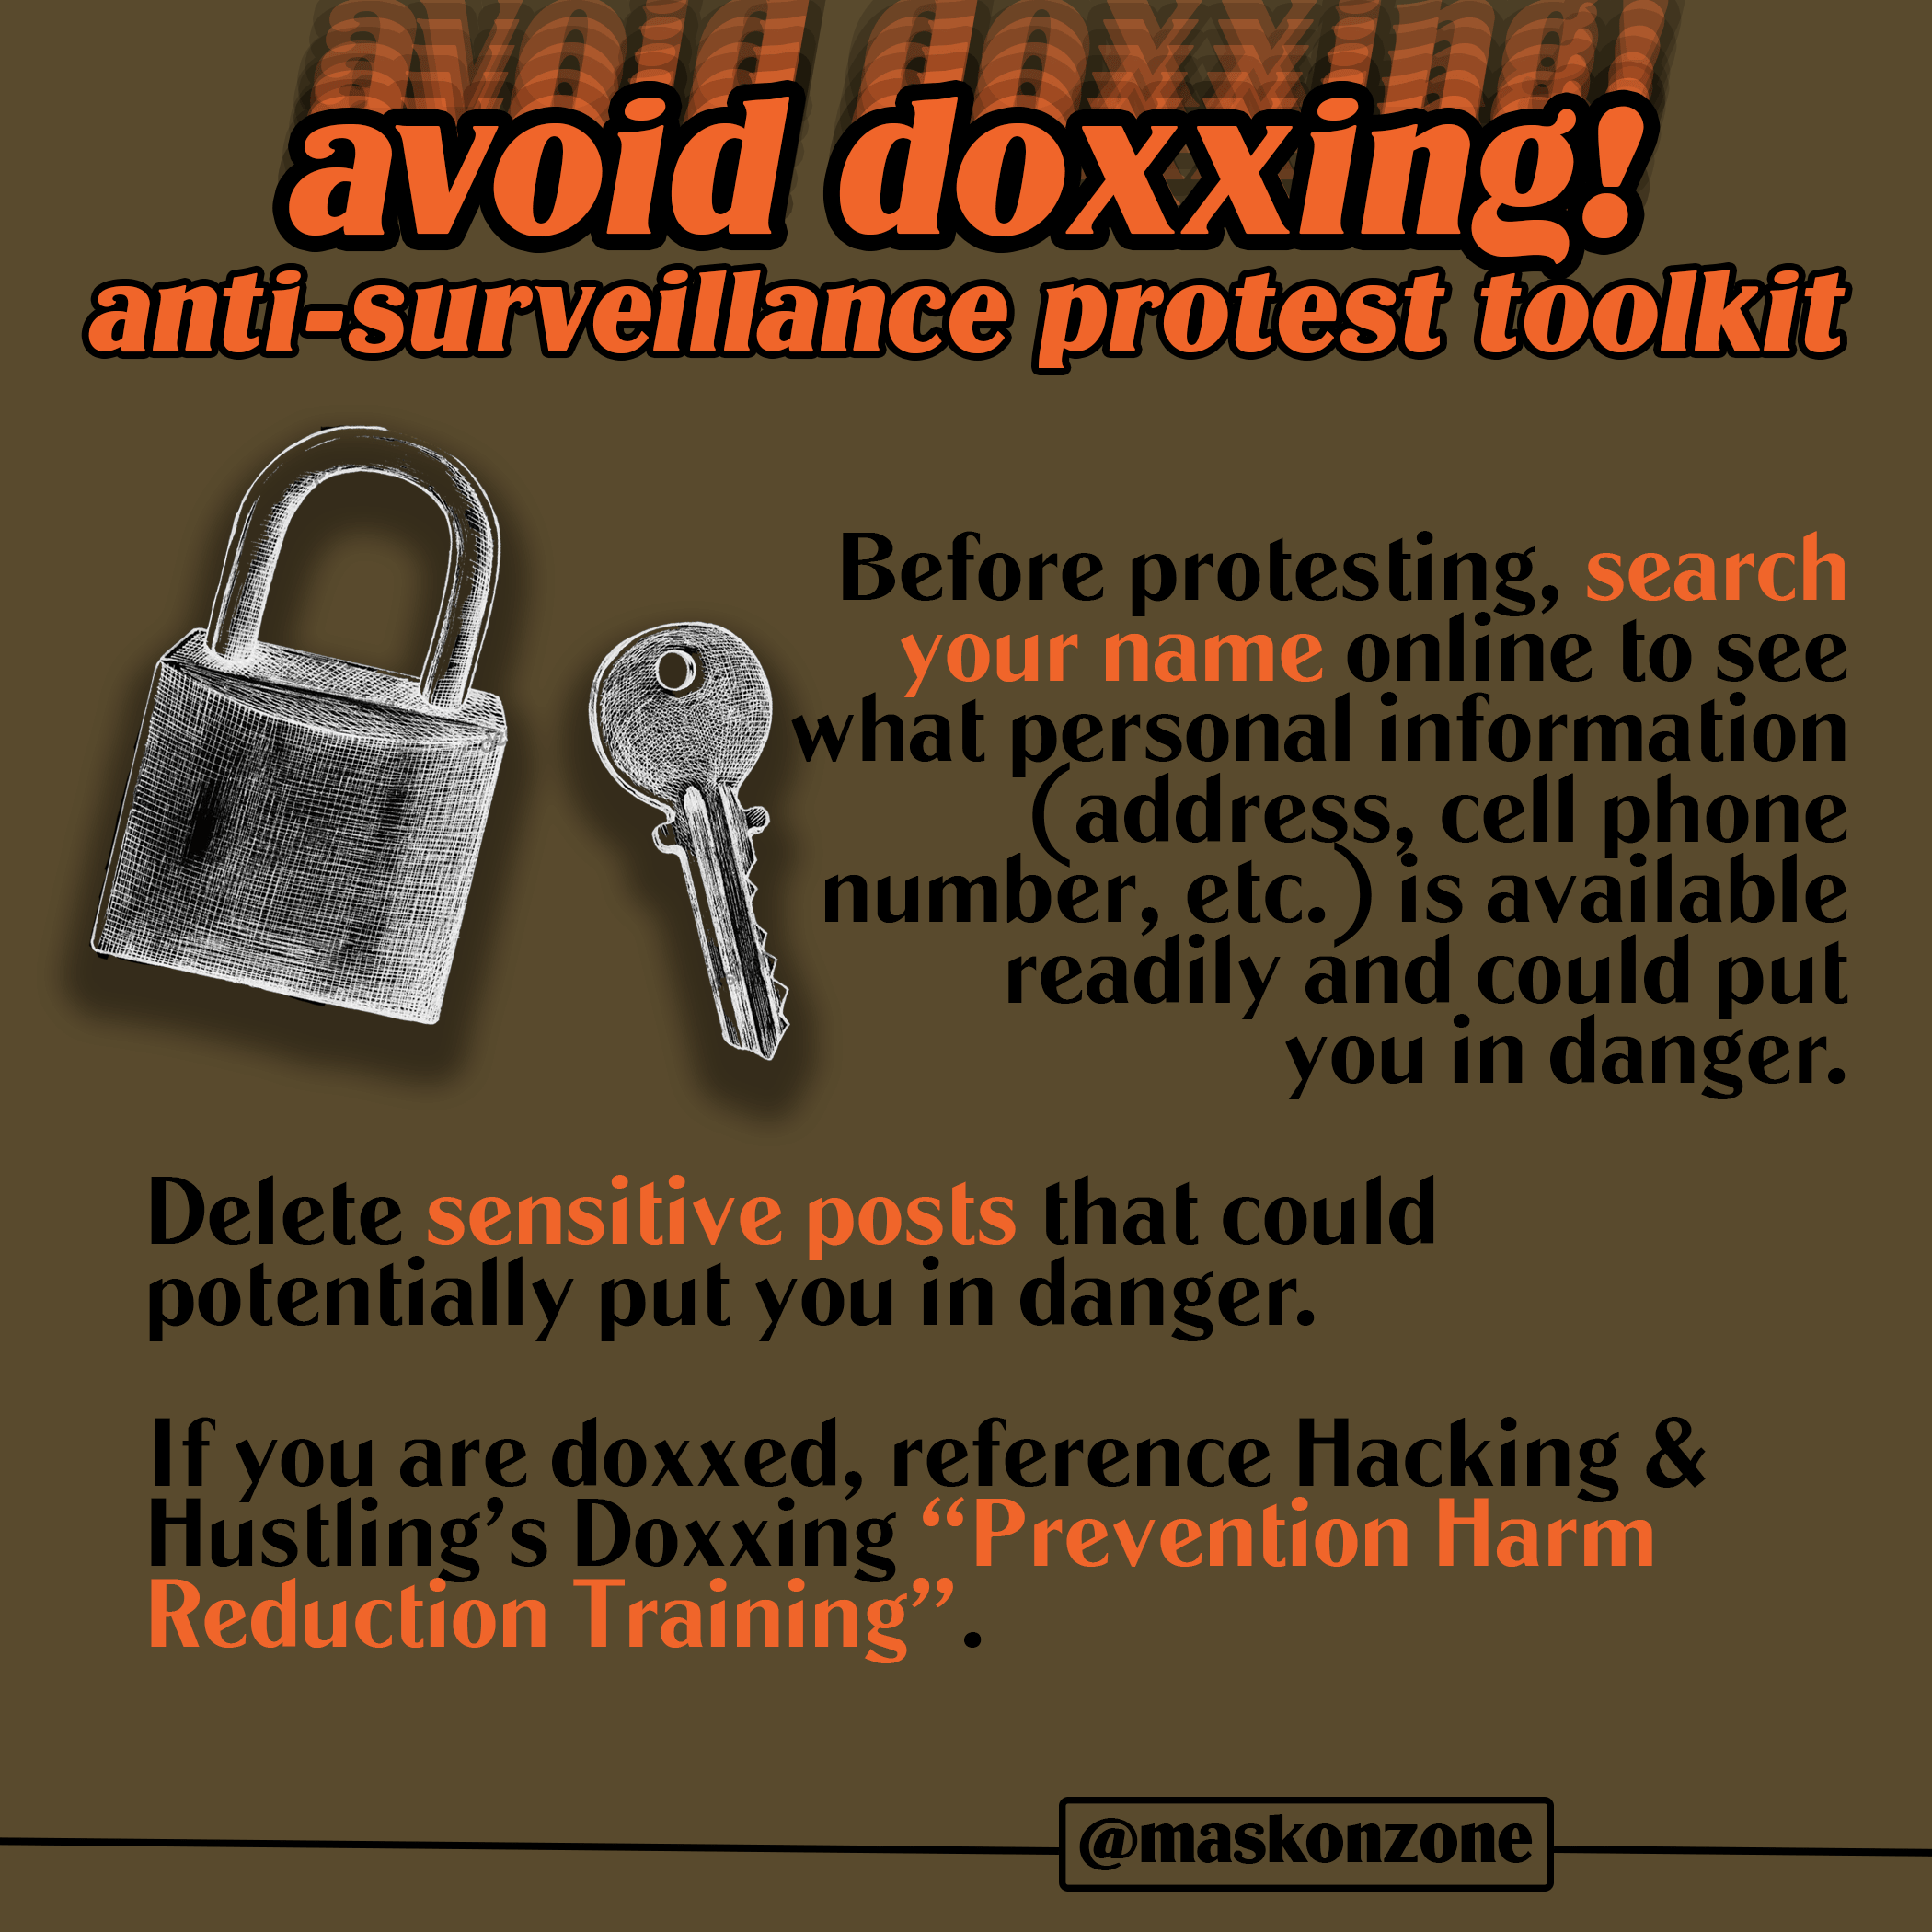 avoid doxxing!
anti-surveillance protest toolkit
Before protesting, search
your name online to see
what personal information
(address, cell phone
number, etc.) is available
readily and could put
you in danger.
Delete sensitive posts that could
potentially put you in danger.
If you are doxxed, reference Hacking &
Hustling’s Doxxing “Prevention Harm
Reduction Training”.
@maskonzone